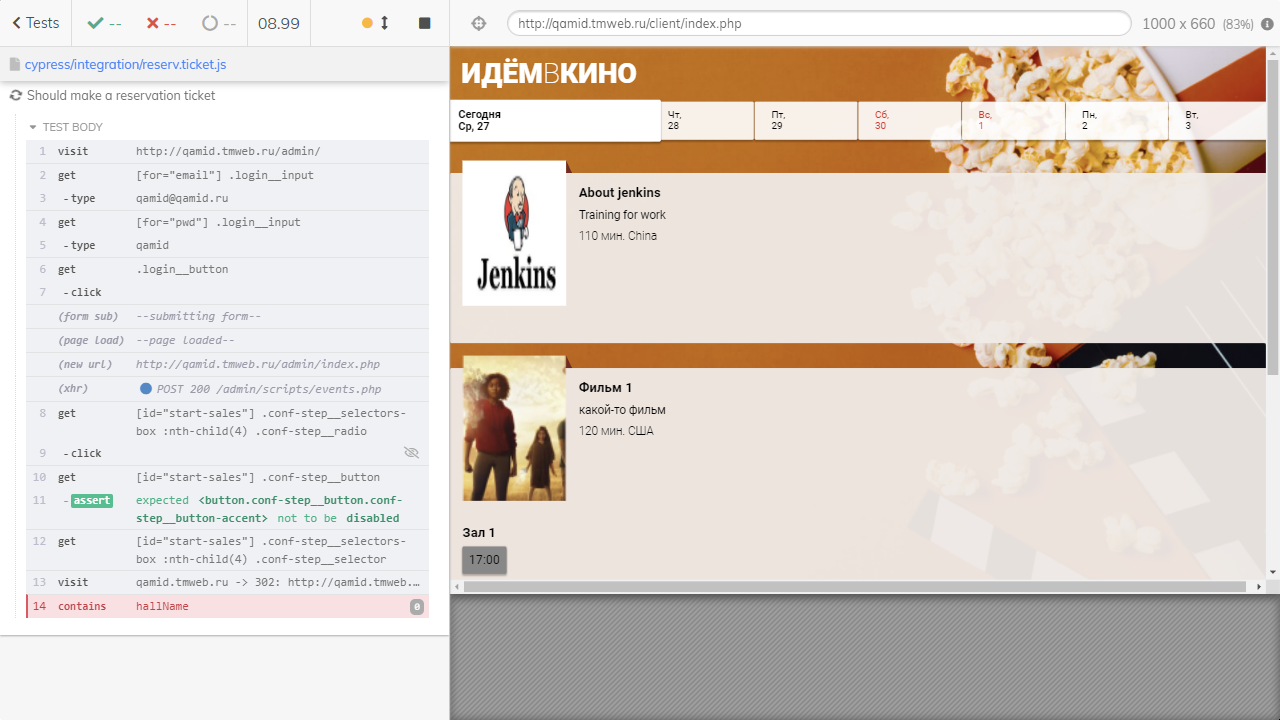 Tests
--
--
--
08.99
http://qamid.tmweb.ru/client/index.php
1000 x 660 (83%)
cypress/integration/reserv.ticket.js
Should make a reservation ticket
TEST BODY
1 visit http://qamid.tmweb.ru/admin/
2 get [for="email"] .login__input
3 -type qamid@qamid.ru
4 get [for="pwd"] .login__input
5 -type qamid
6 get .login__button
7 -click
(form sub) --submitting form--
(page load) --page loaded--
(new url) http://qamid.tmweb.ru/admin/index.php
(xhr) POST 200 /admin/scripts/events.php
8 get [id="start-sales"] .conf-step__selectors-
box :nth-child(4) .conf-step__radio
9 -click
10 get [id="start-sales"] .conf-step__button
11 -assert expected <button.conf-step__button.conf-
step__button-accent> not to be disabled
12 get [id="start-sales"] .conf-step__selectors-
box :nth-child(4) .conf-step__selector
13 visit qamid.tmweb.ru -> 302: http://qamid.tmweb.…
14 contains hallName 0
ИДЁМВКИНО
Сегодня
Ср, 27
Чт,
28
Пт,
29
Сб,
30
Вс,
1
Пн,
2
Вт,
3
Jenkins
About jenkins
Training for work
110 мин. China
Фильм 1
какой-то фильм
120 мин. США
Зал 1
17:00